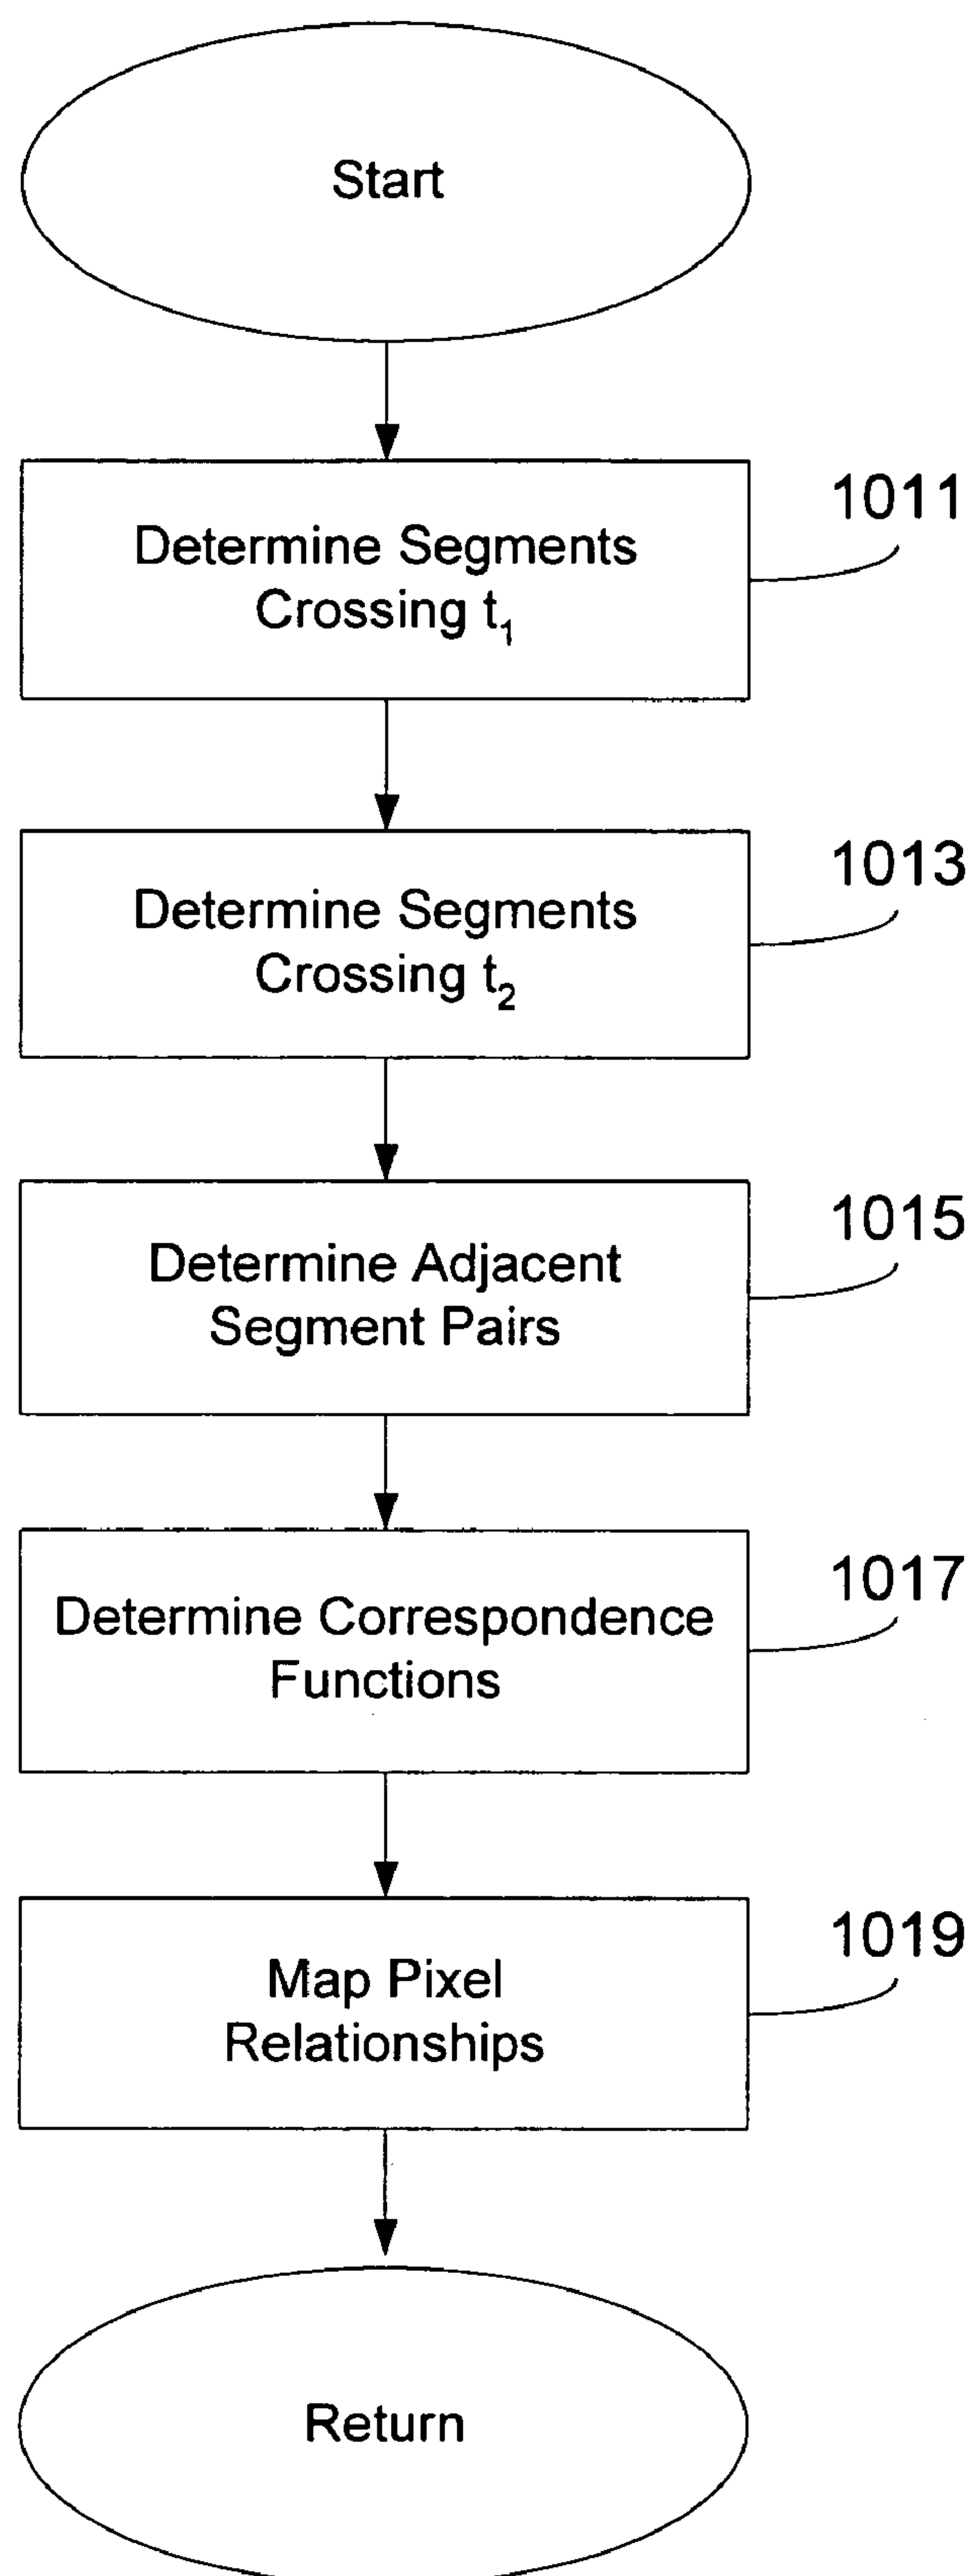 Start
1011
Determine Segments
Crossing t₁
1013
Determine Segments
Crossing t₂
1015
Determine Adjacent
Segment Pairs
1017
Determine Correspondence
Functions
1019
Map Pixel
Relationships
Return